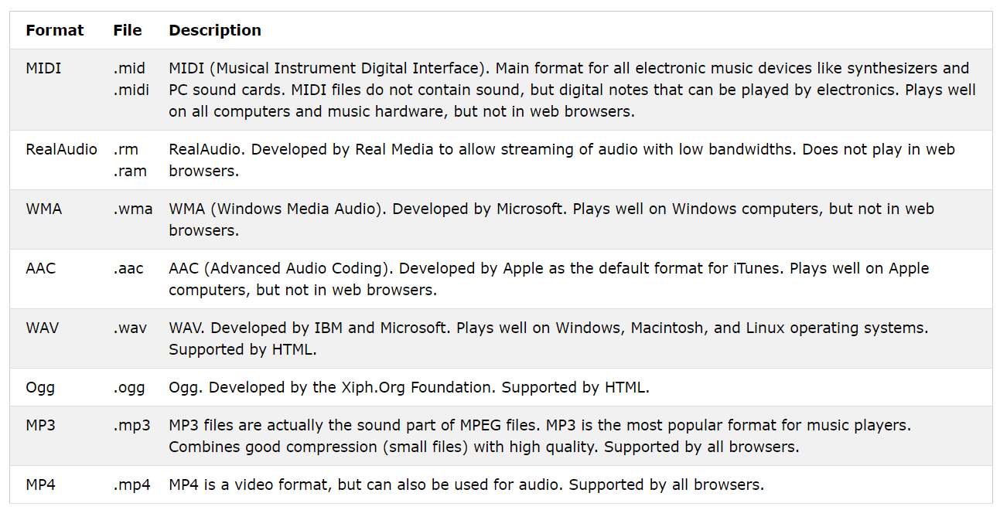 Format File Description
MIDI .mid MIDI (Musical Instrument Digital Interface). Main format for all electronic music devices like synthesizers and
.midi PC sound cards. MIDI files do not contain sound, but digital notes that can be played by electronics. Plays well
on all computers and music hardware, but not in web browsers.
RealAudio .rm RealAudio. Developed by Real Media to allow streaming of audio with low bandwidths. Does not play in web
.ram browsers.
WMA .wma WMA (Windows Media Audio). Developed by Microsoft. Plays well on Windows computers, but not in web
browsers.
AAC .aac AAC (Advanced Audio Coding). Developed by Apple as the default format for iTunes. Plays well on Apple
computers, but not in web browsers.
WAV .wav WAV. Developed by IBM and Microsoft. Plays well on Windows, Macintosh, and Linux operating systems.
Supported by HTML.
Ogg .ogg Ogg. Developed by the Xiph.Org Foundation. Supported by HTML.
MP3 .mp3 MP3 files are actually the sound part of MPEG files. MP3 is the most popular format for music players.
Combines good compression (small files) with high quality. Supported by all browsers.
MP4 .mp4 MP4 is a video format, but can also be used for audio. Supported by all browsers.